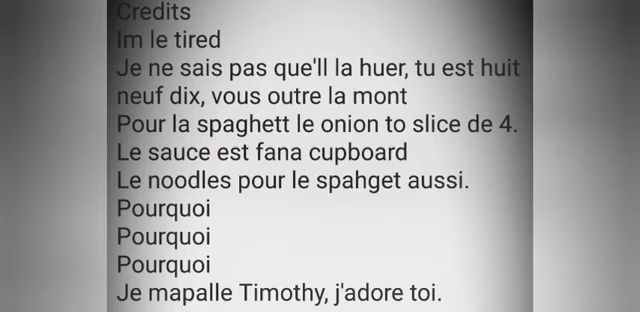 Credits
Im le tired
Je ne sais pas que'll la huer, tu est huit
neuf dix, vous outre la mont
Pour la spaghett le onion to slice de 4.
Le sauce est fana cupboard
Le noodles pour le spahget aussi.
Pourquoi
Pourquoi
Pourquoi
Je mapalle Timothy, j'adore toi.